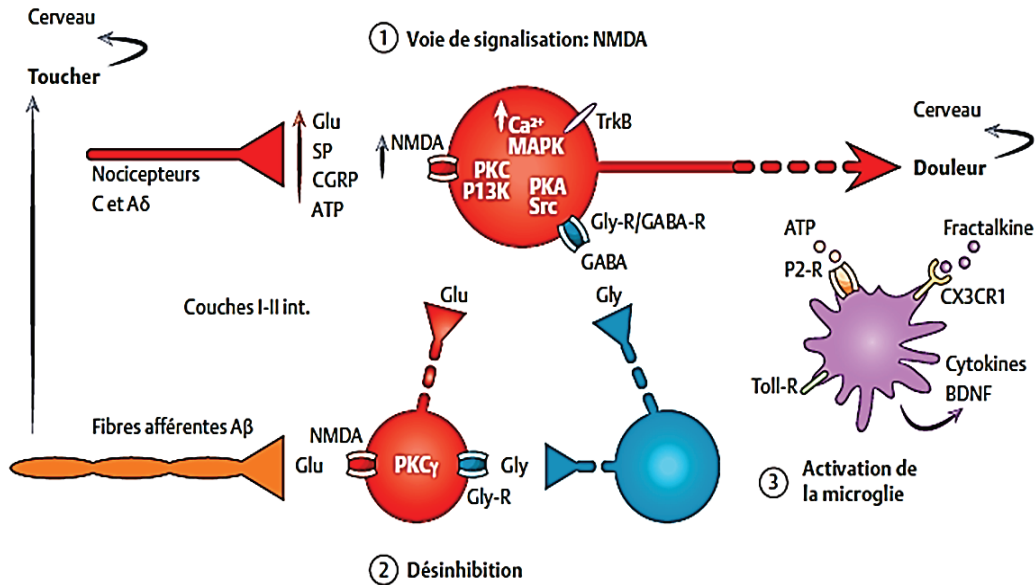 Cerveau
Toucher
① Voie de signalisation: NMDA
Glu
SP
CGRP
ATP
Nocicepteurs
C et Aδ
NMDA
Ca²⁺
MAPK
PKC
P13K
PKA
Src
TrkB
Gly-R/GABA-R
GABA
Cerveau
Douleur
ATP
P2-R
Fractalkine
CX3CR1
Toll-R
Cytokines
BDNF
③ Activation de
la microglie
Couches I-II int.
Glu
Gly
Fibres afférentes Aβ
Glu
NMDA
PKCγ
Gly
Gly-R
② Désinhibition